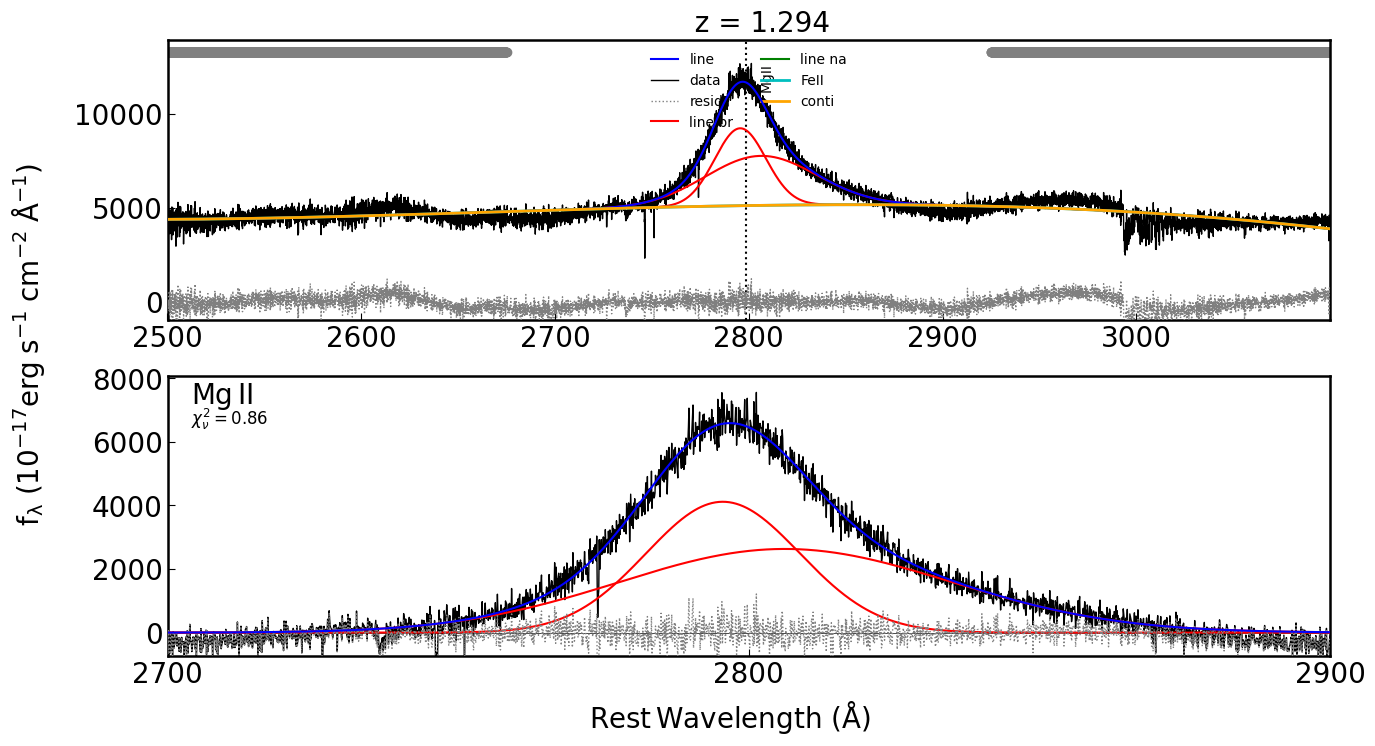 z = 1.294
line
data
resid
line br
line na
FeII
conti
MgII
10000
5000
0
2500 2600 2700 2800 2900 3000
f_λ (10⁻¹⁷erg s⁻¹ cm⁻² Å⁻¹)
Mg II
χ²_ν = 0.86
8000
6000
4000
2000
0
2700 2800 2900
Rest Wavelength (Å)